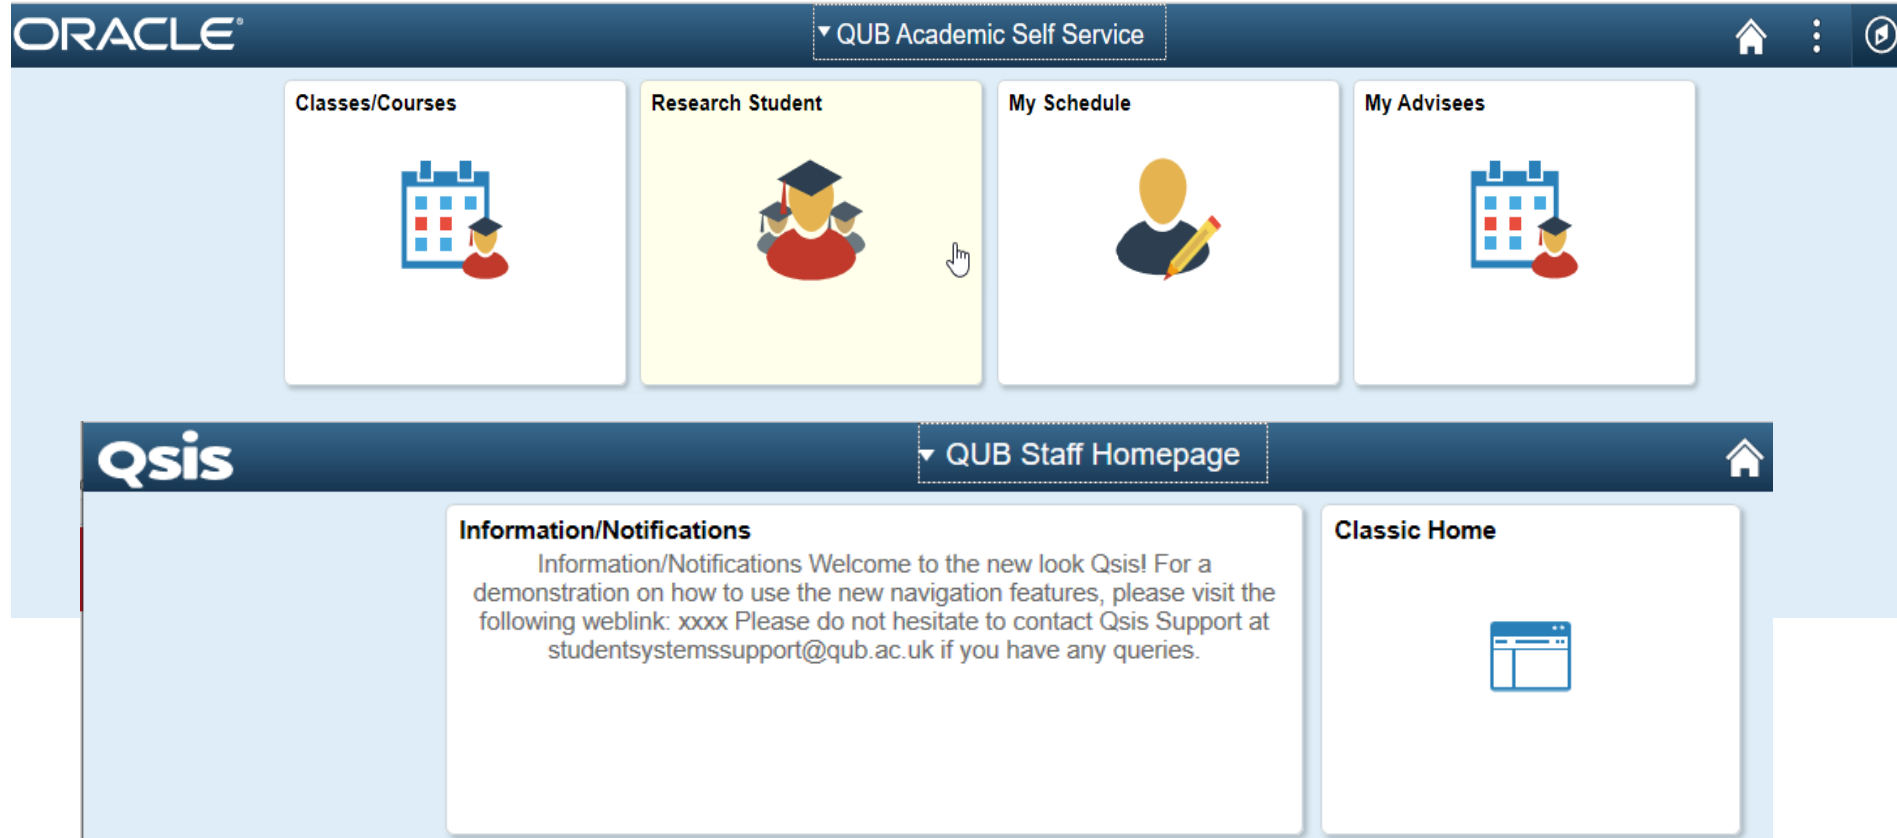 ORACLE®
QUB Academic Self Service
Classes/Courses
Research Student
My Schedule
My Advisees
Qsis
QUB Staff Homepage
Information/Notifications
Information/Notifications Welcome to the new look Qsis! For a
demonstration on how to use the new navigation features, please visit the
following weblink: xxxx Please do not hesitate to contact Qsis Support at
studentsystemssupport@qub.ac.uk if you have any queries.
Classic Home